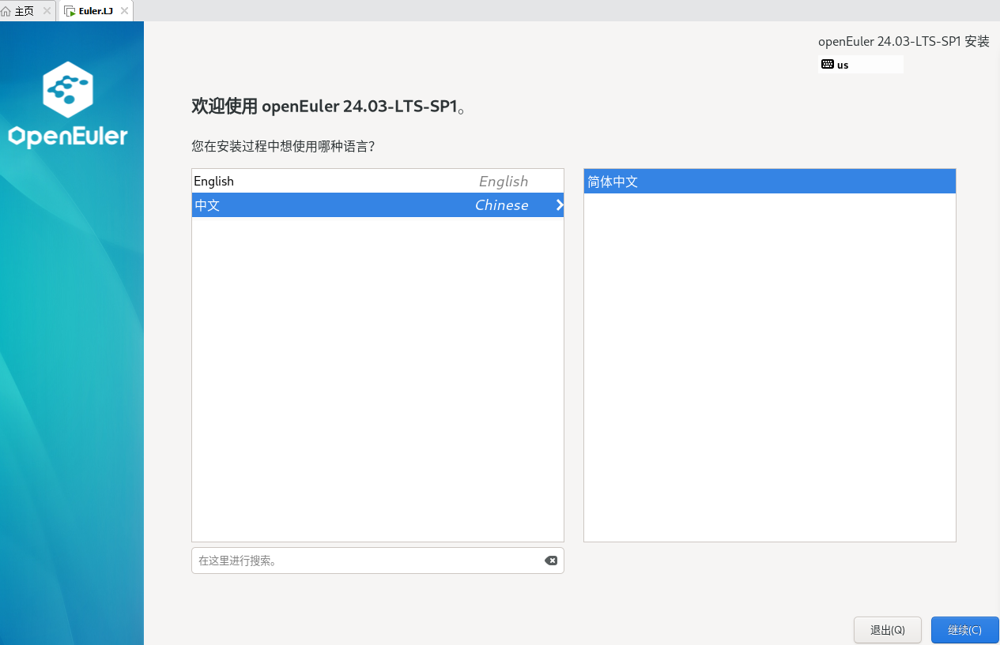 主页
Euler.LJ
openEuler
openEuler 24.03-LTS-SP1 安装
us
欢迎使用 openEuler 24.03-LTS-SP1。
您在安装过程中想使用哪种语言？
English English
中文 Chinese
简体中文
在这里进行搜索。
退出(Q) 继续(C)